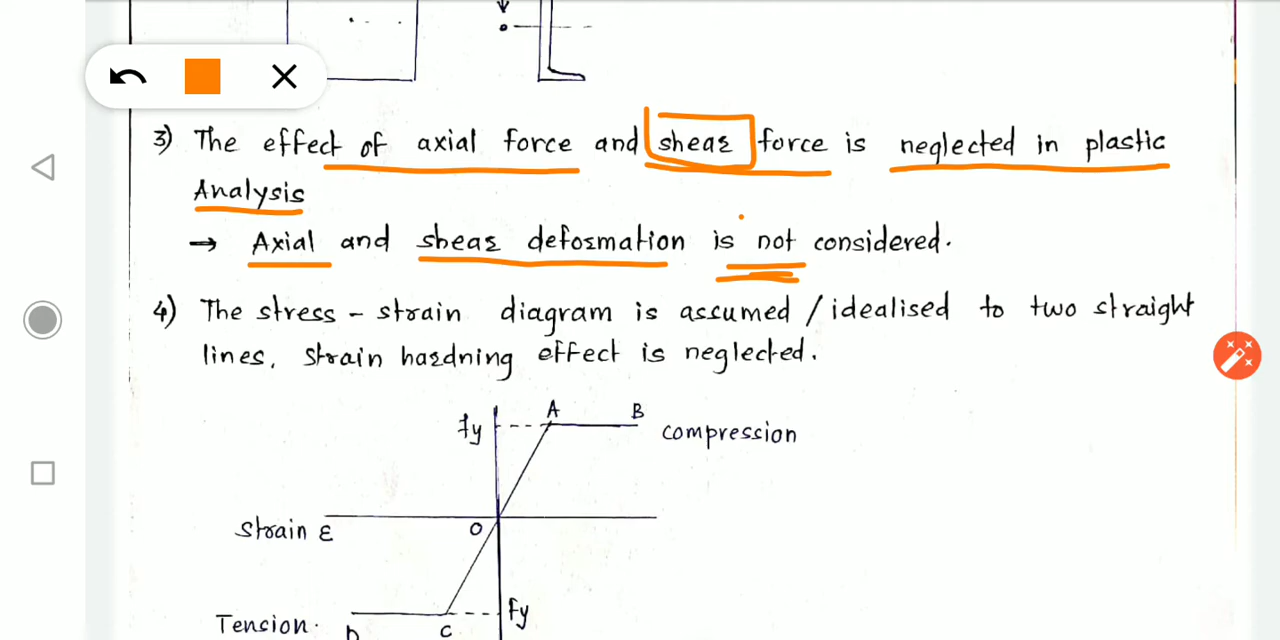 3) The effect of axial force and shear force is neglected in plastic
Analysis
→ Axial and shear deformation is not considered.
4) The stress - strain diagram is assumed / idealised to two straight
lines, strain hardning effect is neglected.
fy A B compression
Strain ε O
fy
Tension. D C